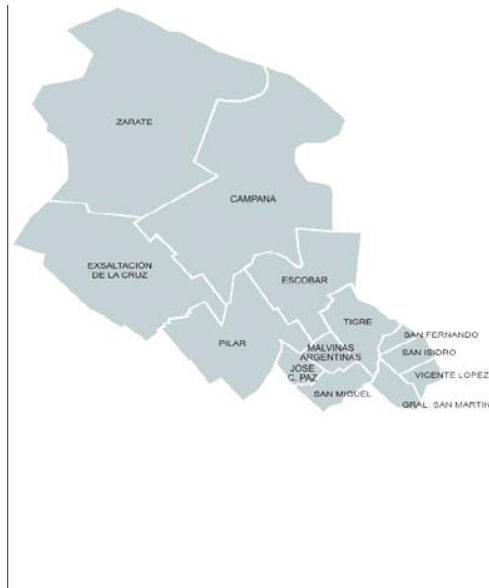 ZARATE
CAMPANA
EXSALTACIÓN
DE LA CRUZ
ESCOBAR
TIGRE
SAN FERNANDO
PILAR
MALVINAS
ARGENTINAS
SAN ISIDRO
JOSE
C. PAZ
VICENTE LOPEZ
SAN MIGUEL
GRAL. SAN MARTIN